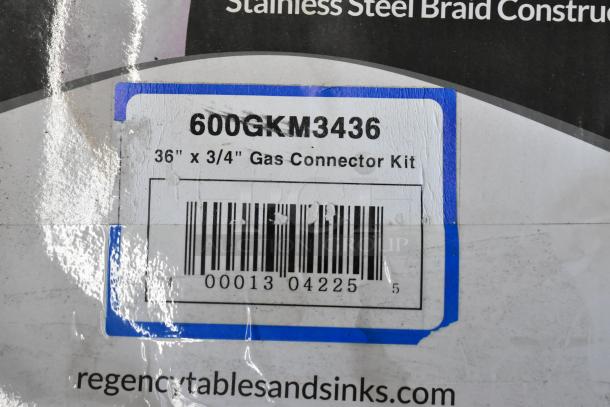 Stainless Steel Braid Construc
600GKM3436
36" x 3/4" Gas Connector Kit
00013 04225 5
regencytablesandsinks.com